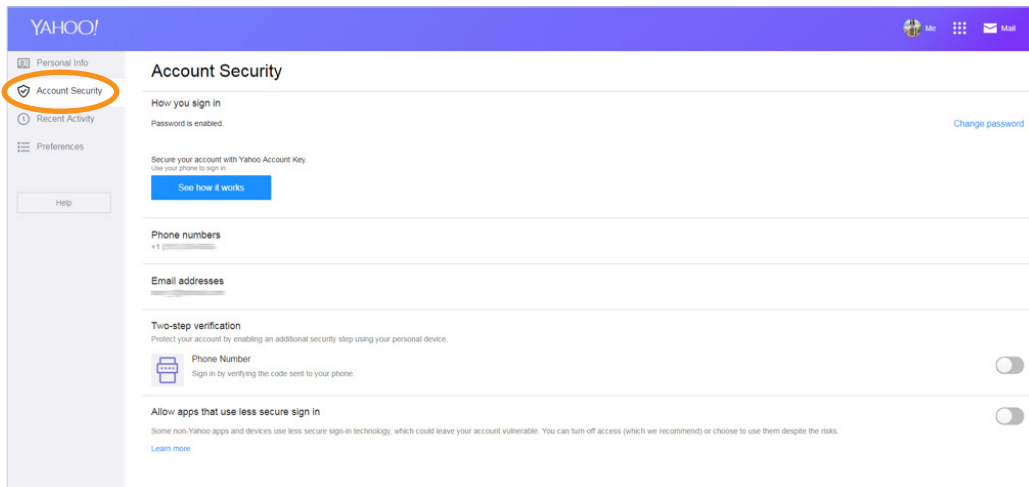 YAHOO!
Me
Mail
Personal Info
Account Security
Recent Activity
Preferences
Help
Account Security
How you sign in
Password is enabled.
Change password
Secure your account with Yahoo Account Key.
Use your phone to sign in
See how it works
Phone numbers
+1
Email addresses
Two-step verification
Protect your account by enabling an additional security step using your personal device.
Phone Number
Sign in by verifying the code sent to your phone.
Allow apps that use less secure sign in
Some non-Yahoo apps and devices use less secure sign-in technology, which could leave your account vulnerable. You can turn off access (which we recommend) or choose to use them despite the risks.
Learn more